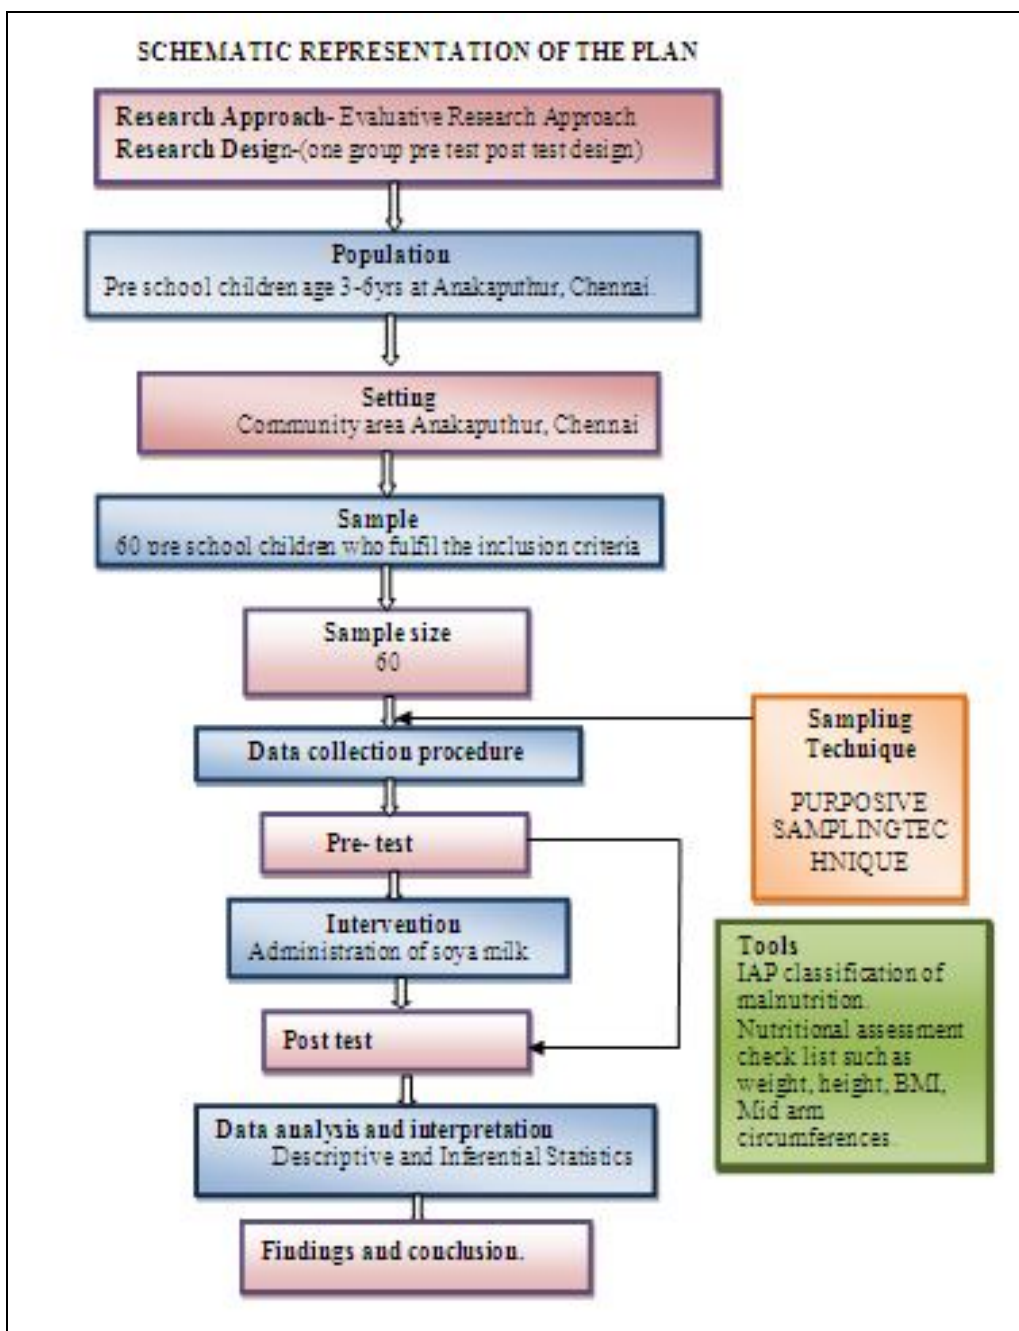 SCHEMATIC REPRESENTATION OF THE PLAN
Research Approach- Evaluative Research Approach
Research Design-(one group pre test post test design)
Population
Pre school children age 3-6yrs at Anakaputhur, Chennai.
Setting
Community area Anakaputhur, Chennai
Sample
60 pre school children who fulfil the inclusion criteria
Sample size
60
Data collection procedure
Sampling
Technique
PURPOSIVE
SAMPLINGTEC
HNIQUE
Pre- test
Intervention
Administration of soya milk
Post test
Tools
IAP classification of
malnutrition.
Nutritional assessment
check list such as
weight, height, BMI,
Mid arm
circumferences.
Data analysis and interpretation
Descriptive and Inferential Statistics
Findings and conclusion.